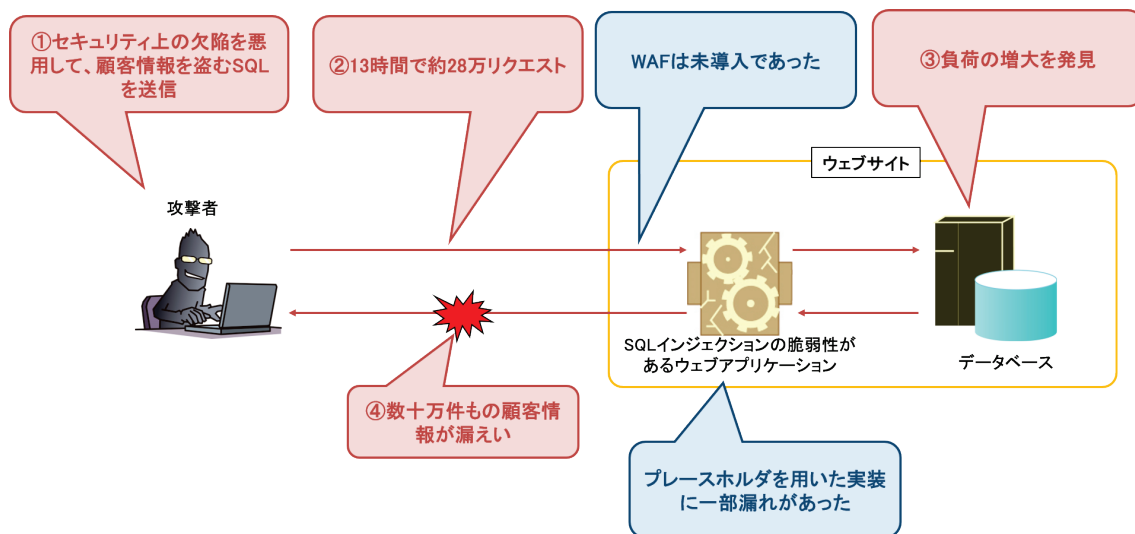 ①セキュリティ上の欠陥を悪
用して、顧客情報を盗むSQL
を送信
②13時間で約28万リクエスト
WAFは未導入であった
③負荷の増大を発見
ウェブサイト
攻撃者
SQLインジェクションの脆弱性が
あるウェブアプリケーション
データベース
④数十万件もの顧客情
報が漏えい
プレースホルダを用いた実装
に一部漏れがあった